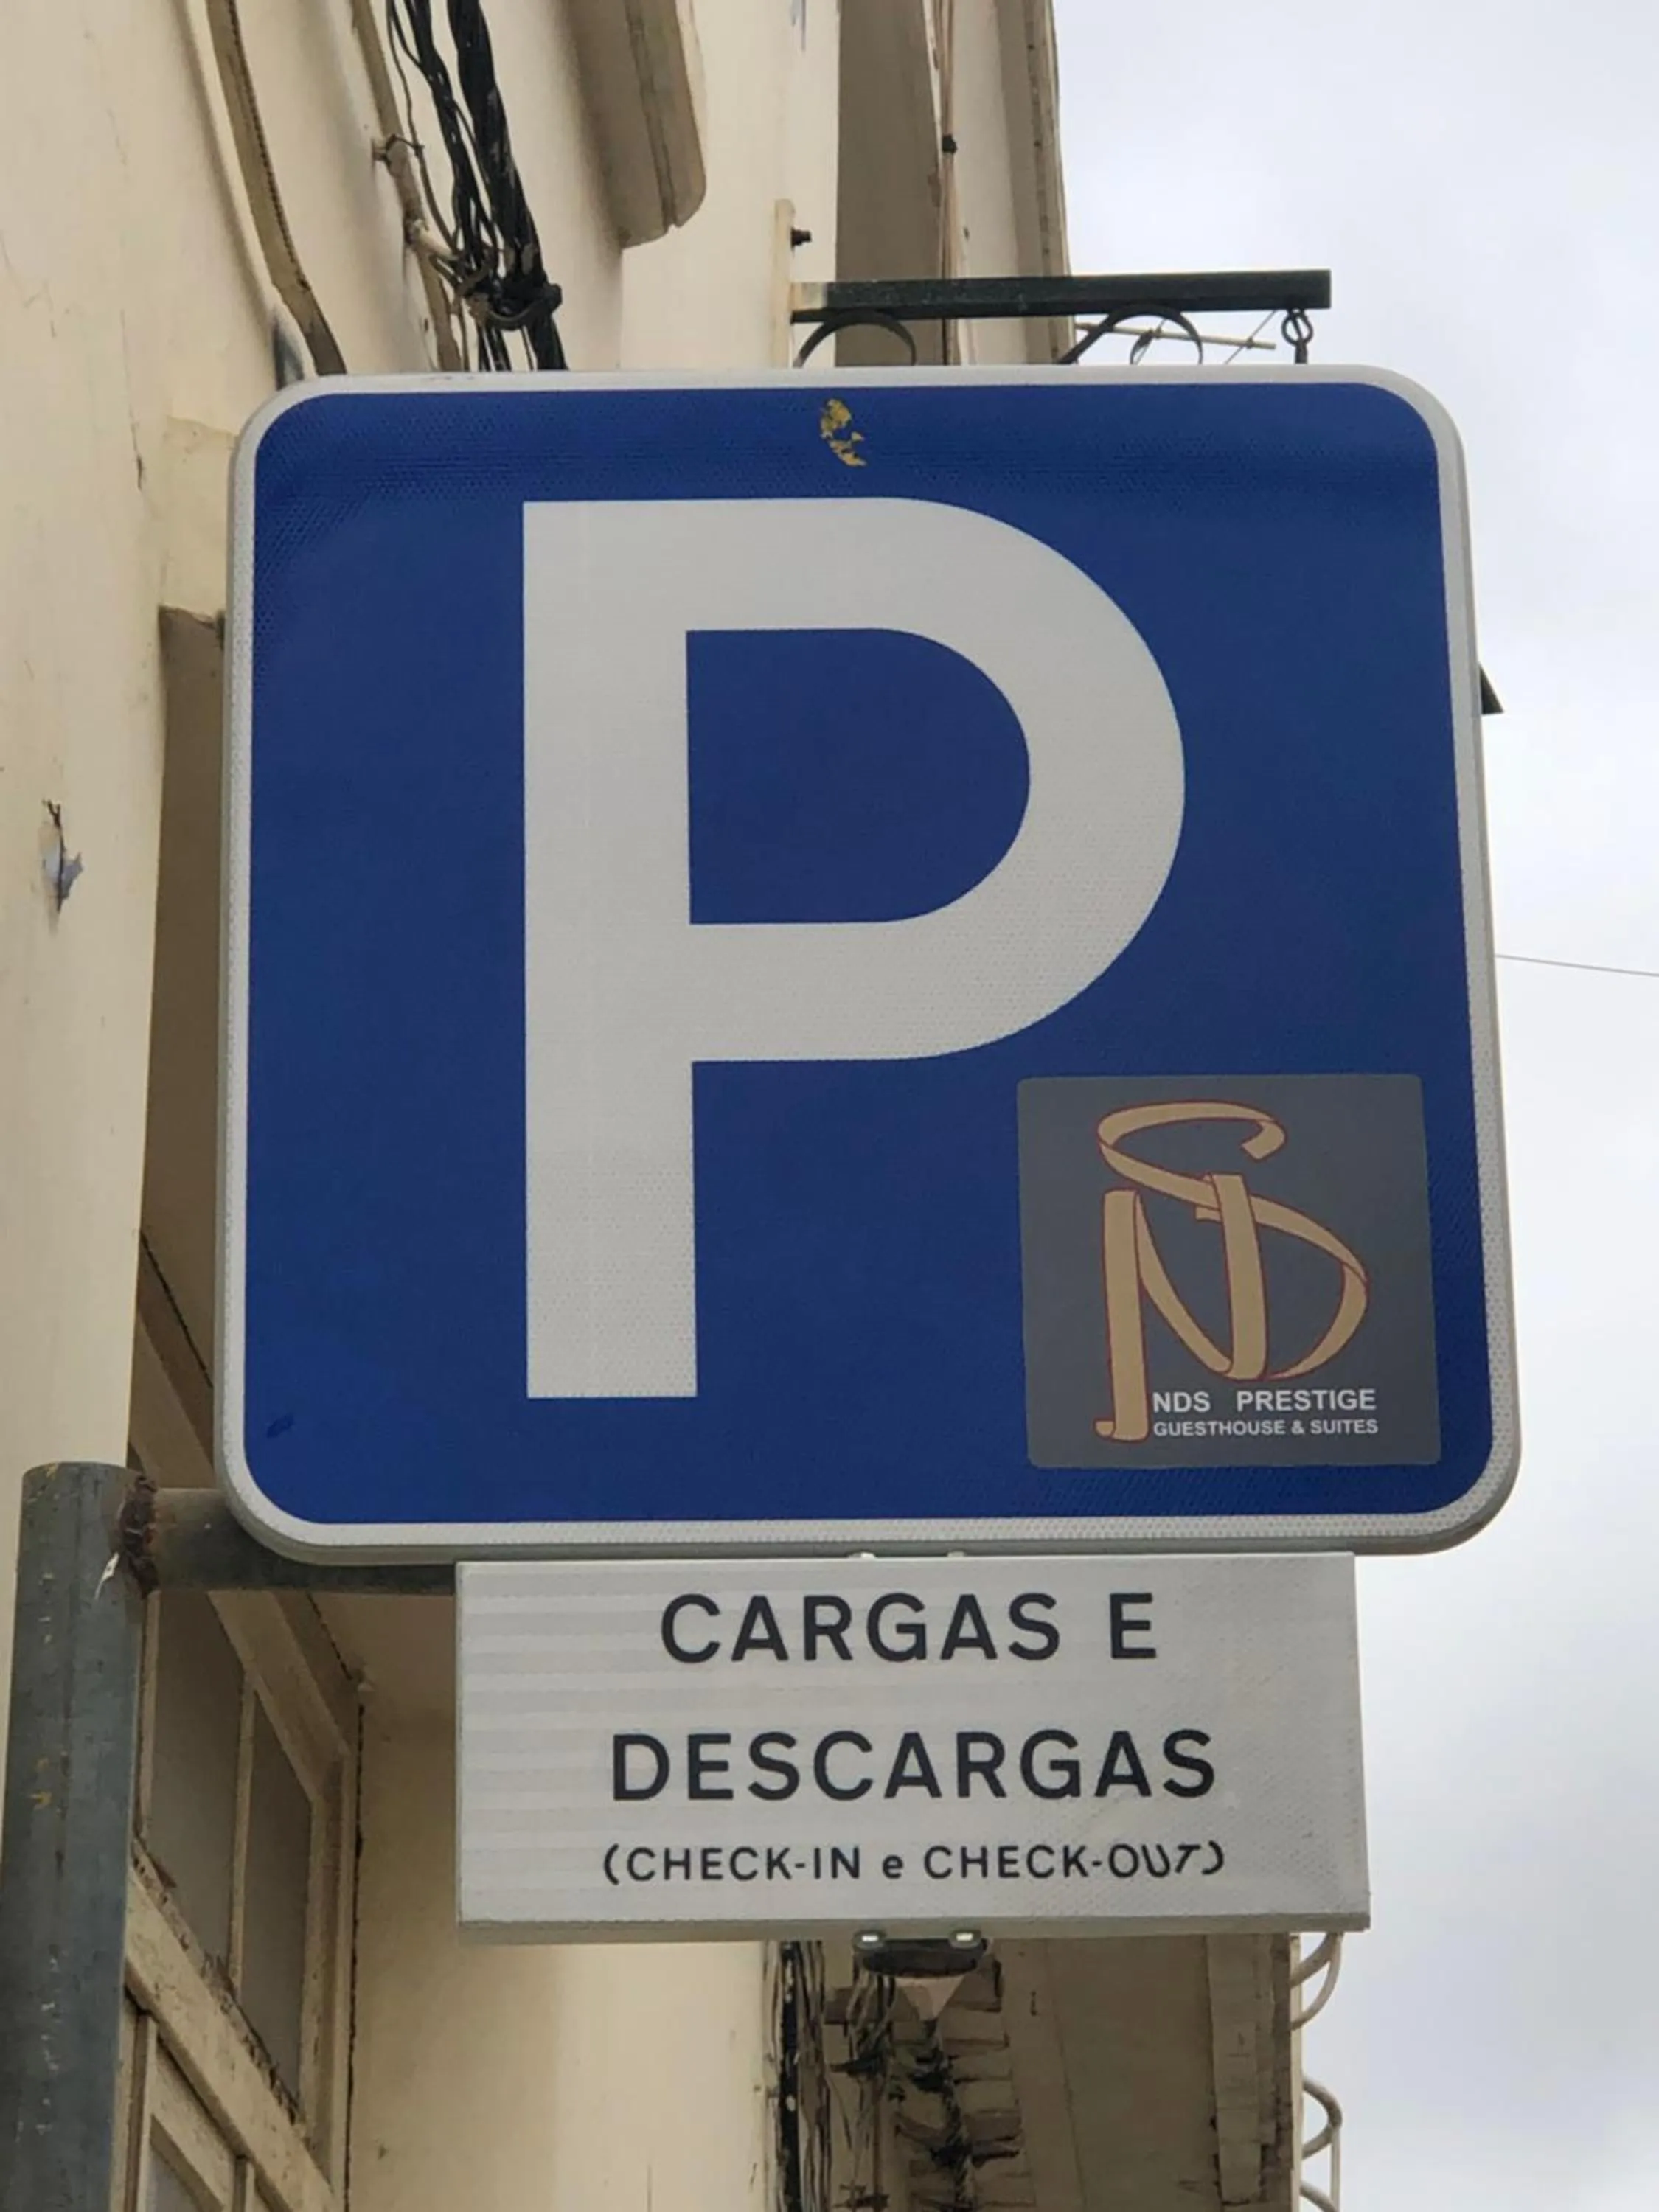 P
NDS PRESTIGE
GUESTHOUSE & SUITES
CARGAS E
DESCARGAS
(CHECK-IN e CHECK-OUT)